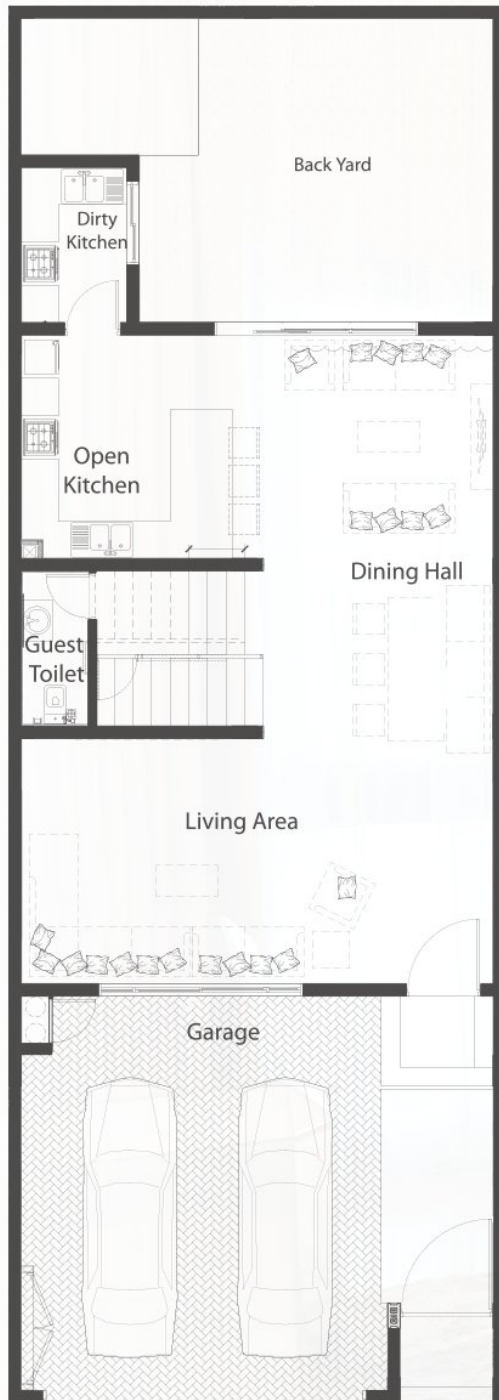 Back Yard
Dirty
Kitchen
Open
Kitchen
Dining Hall
Guest
Toilet
Living Area
Garage